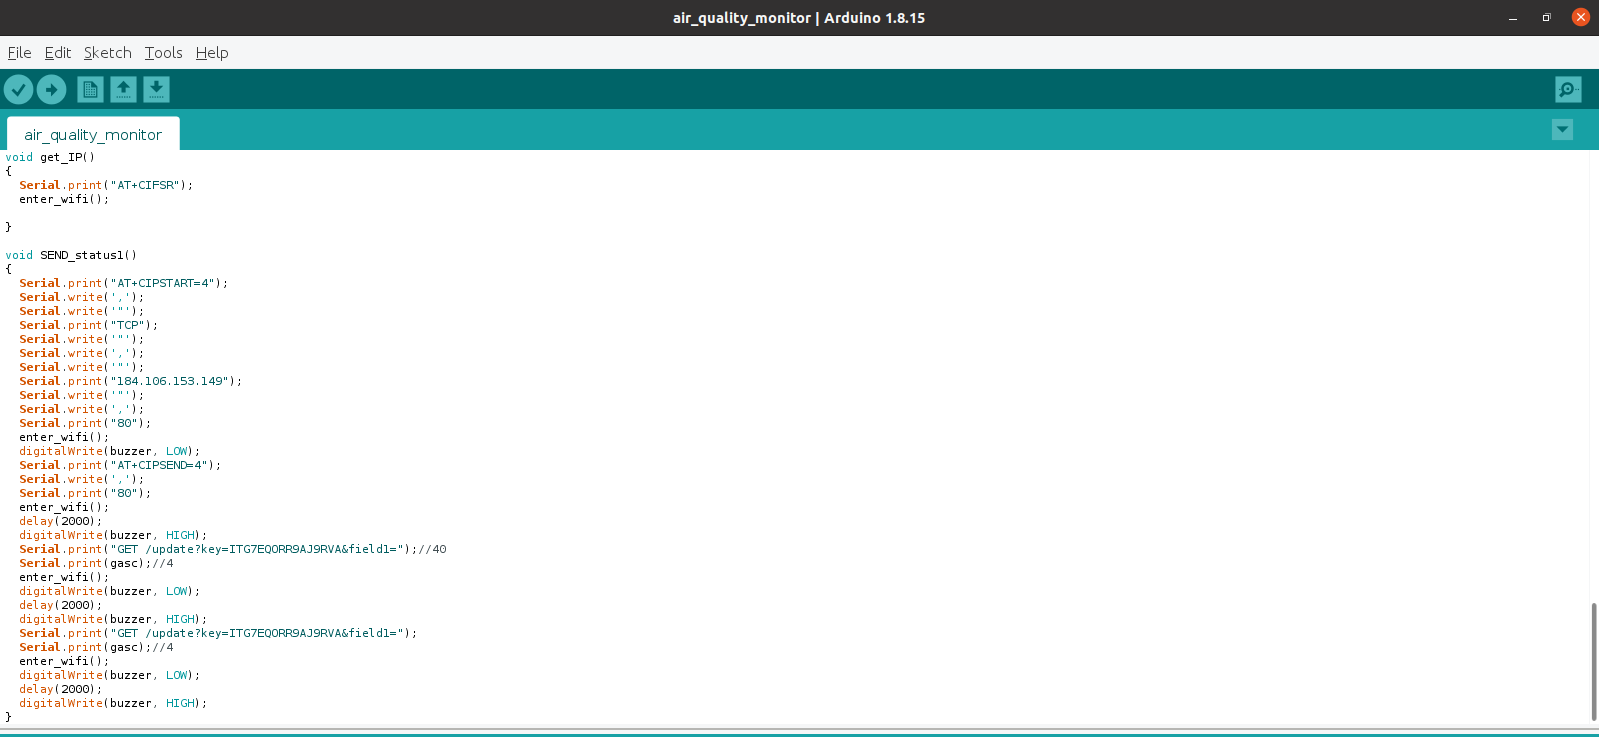 air_quality_monitor | Arduino 1.8.15
File Edit Sketch Tools Help
air_quality_monitor
void get_IP()
{
  Serial.print("AT+CIFSR");
  enter_wifi();

}

void SEND_status1()
{
  Serial.print("AT+CIPSTART=4");
  Serial.write(',');
  Serial.write('"');
  Serial.print("TCP");
  Serial.write('"');
  Serial.write(',');
  Serial.write('"');
  Serial.print("184.106.153.149");
  Serial.write('"');
  Serial.write(',');
  Serial.print("80");
  enter_wifi();
  digitalWrite(buzzer, LOW);
  Serial.print("AT+CIPSEND=4");
  Serial.write(',');
  Serial.print("80");
  enter_wifi();
  delay(2000);
  digitalWrite(buzzer, HIGH);
  Serial.print("GET /update?key=ITG7EQORR9AJ9RVA&field1=");//40
  Serial.print(gasc);//4
  enter_wifi();
  digitalWrite(buzzer, LOW);
  delay(2000);
  digitalWrite(buzzer, HIGH);
  Serial.print("GET /update?key=ITG7EQORR9AJ9RVA&field1=");
  Serial.print(gasc);//4
  enter_wifi();
  digitalWrite(buzzer, LOW);
  delay(2000);
  digitalWrite(buzzer, HIGH);
}